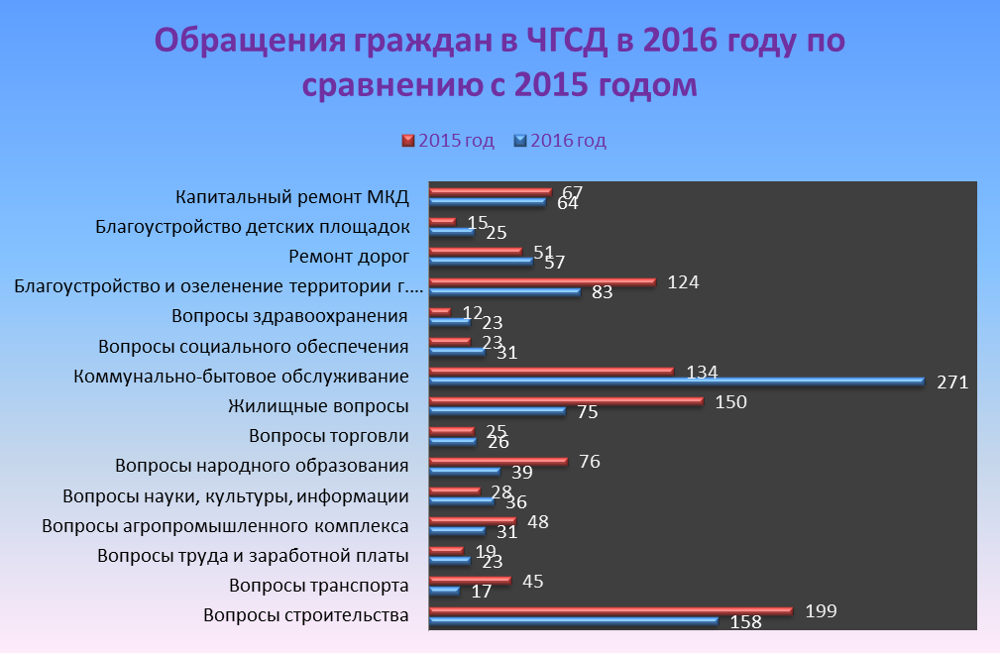 Обращения граждан в ЧГСД в 2016 году по
сравнению с 2015 годом
2015 год 2016 год
Капитальный ремонт МКД 67 64
Благоустройство детских площадок 15 25
Ремонт дорог 51 57
Благоустройство и озеленение территории г.... 124 83
Вопросы здравоохранения 12 23
Вопросы социального обеспечения 23 31
Коммунально-бытовое обслуживание 134 271
Жилищные вопросы 150 75
Вопросы торговли 25 26
Вопросы народного образования 76 39
Вопросы науки, культуры, информации 28 36
Вопросы агропромышленного комплекса 48 31
Вопросы труда и заработной платы 19 23
Вопросы транспорта 45 17
Вопросы строительства 199 158